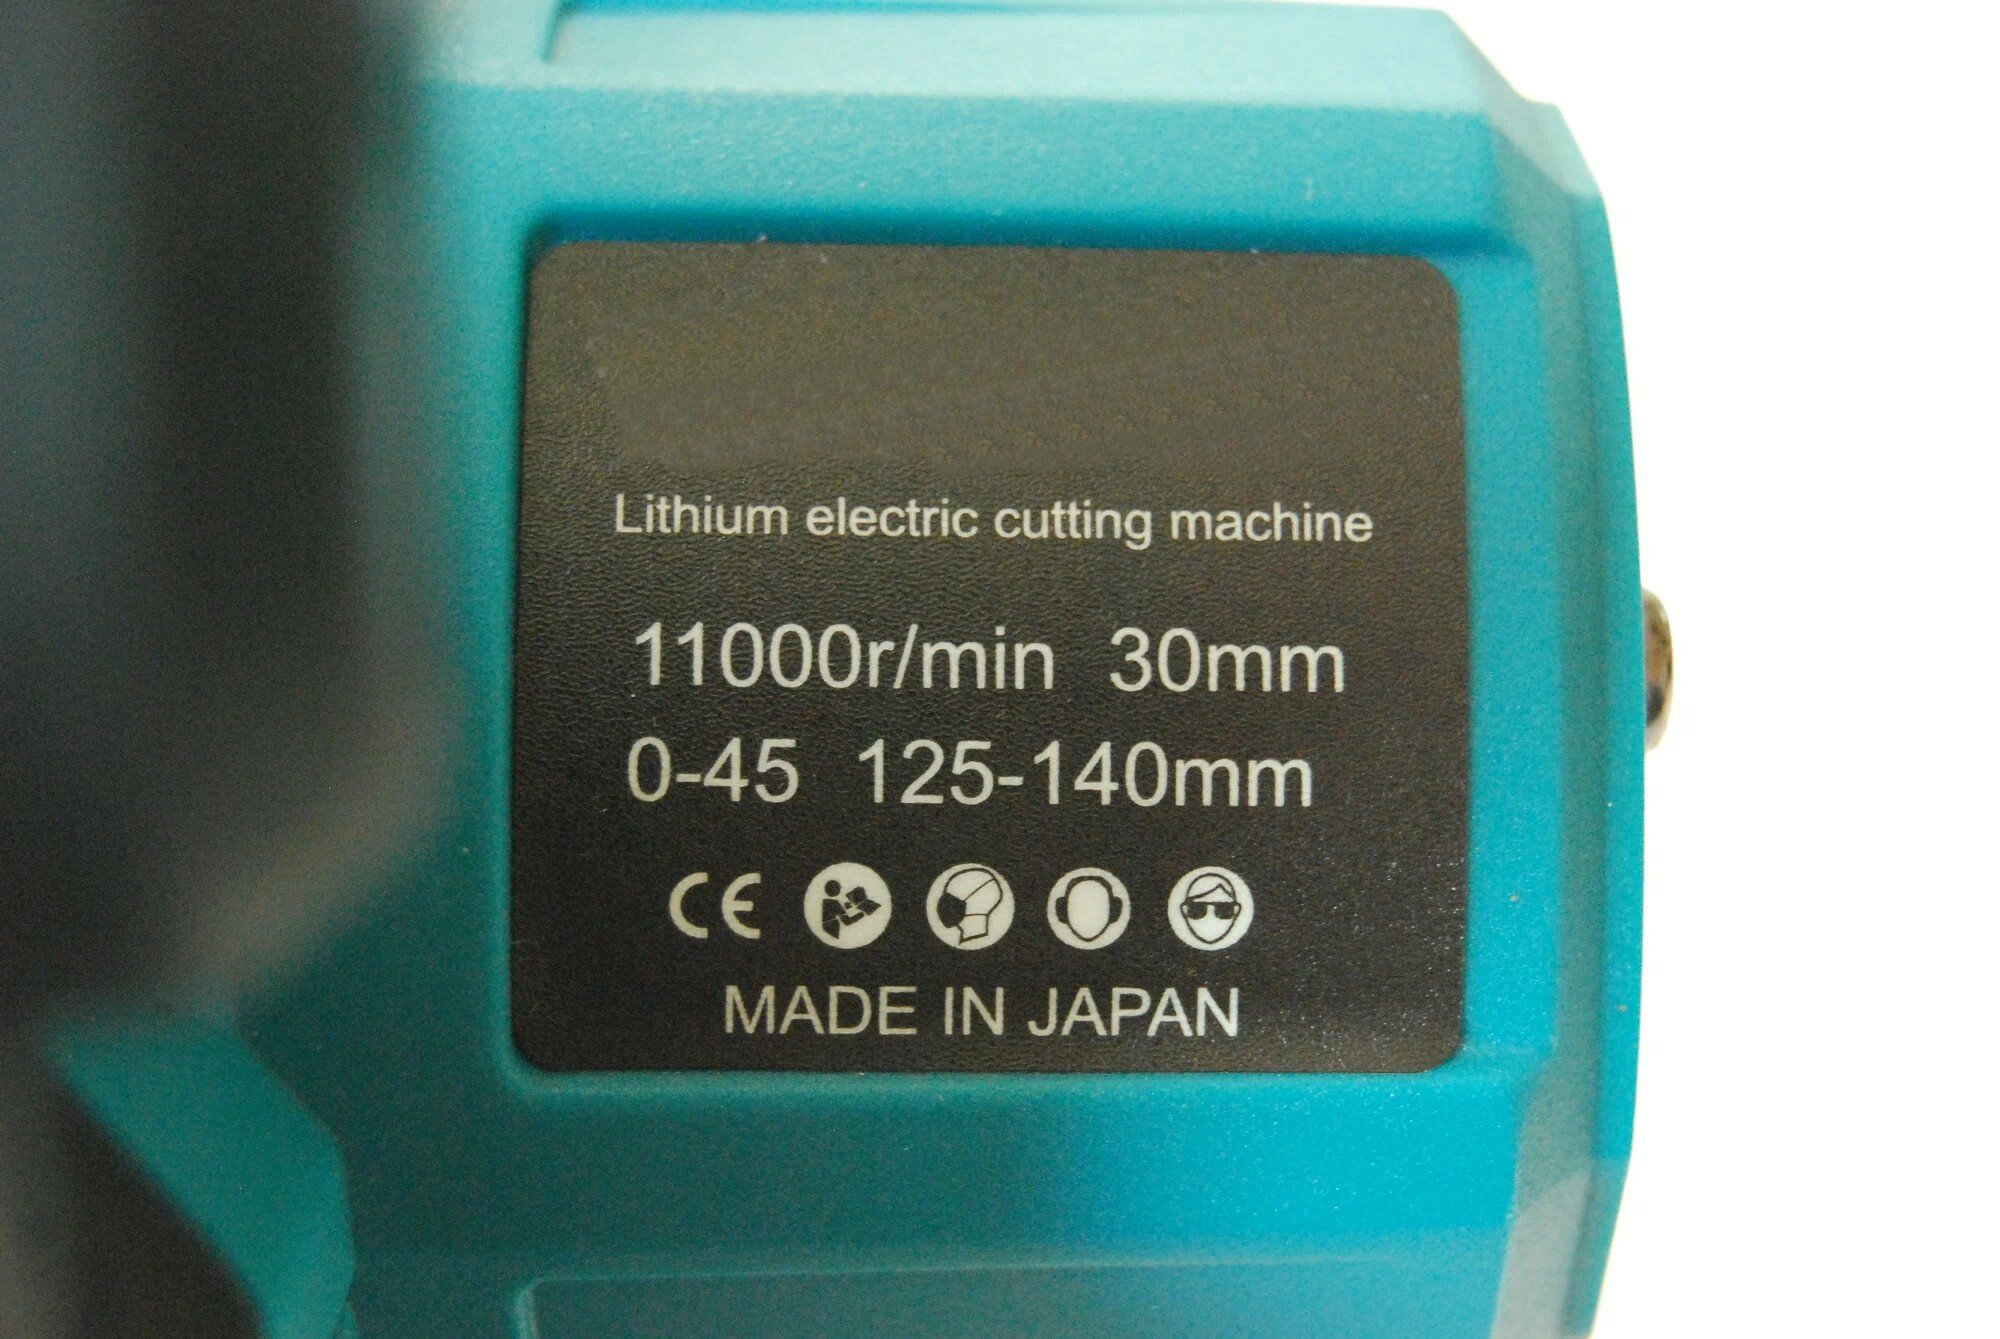 Lithium electric cutting machine
11000r/min 30mm
0-45 125-140mm
CE
MADE IN JAPAN